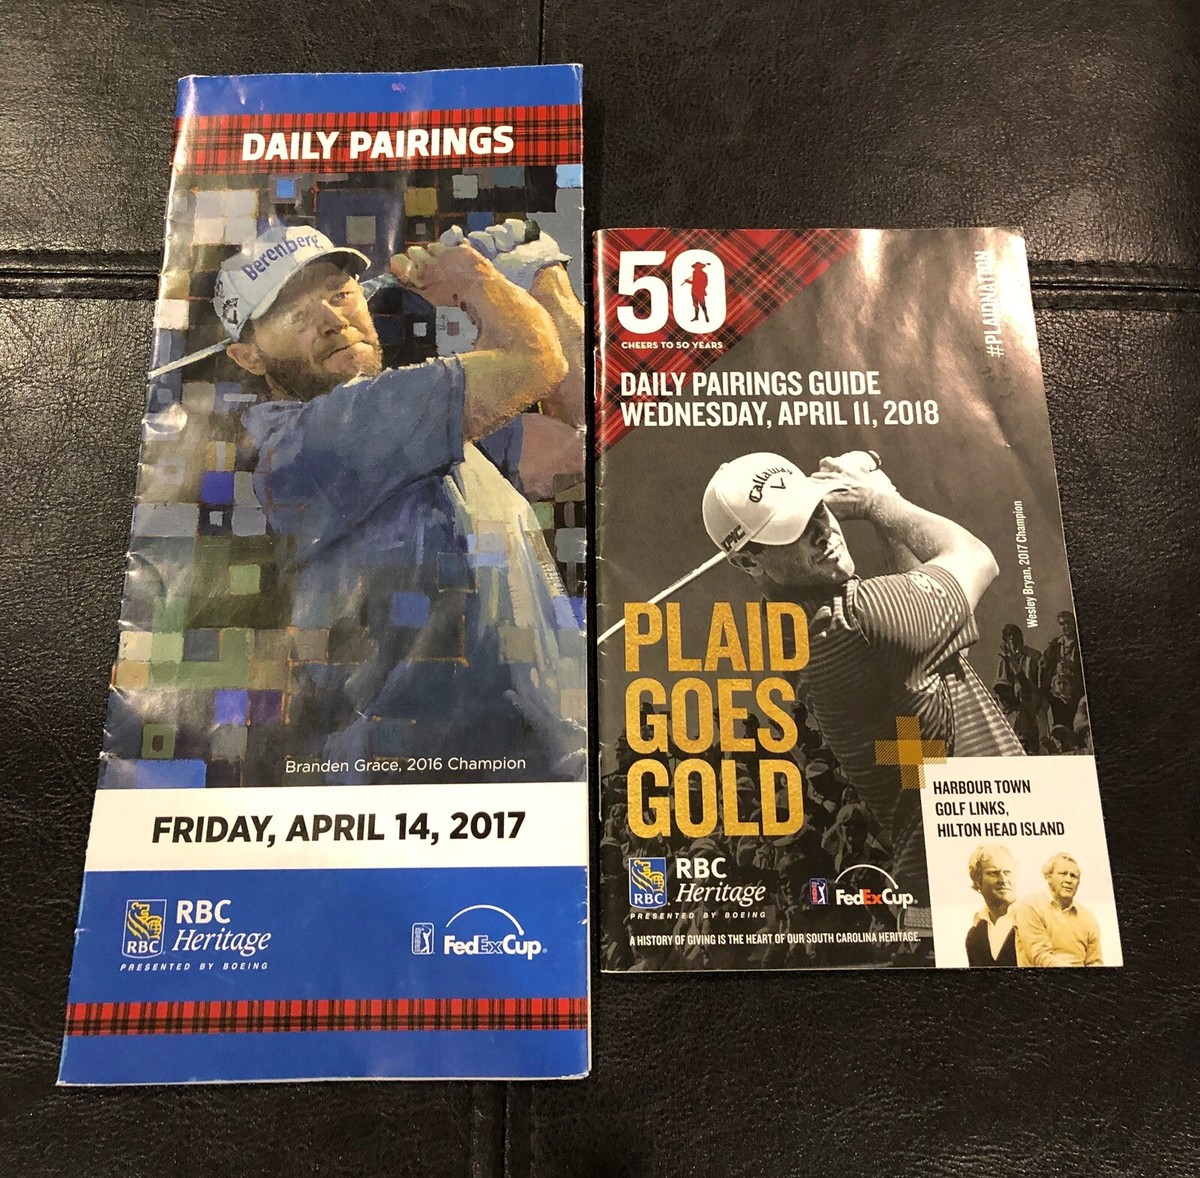 DAILY PAIRINGS
Berenberg
Branden Grace, 2016 Champion
FRIDAY, APRIL 14, 2017
RBC
RBC
Heritage
PRESENTED BY BOEING
FedExCup
50
CHEERS TO 50 YEARS
#PLAIDNATION
DAILY PAIRINGS GUIDE
WEDNESDAY, APRIL 11, 2018
Callaway
Wesley Bryan, 2017 Champion
PLAID
GOES
GOLD
HARBOUR TOWN
GOLF LINKS,
HILTON HEAD ISLAND
RBC
RBC
Heritage
PRESENTED BY BOEING
FedExCup
A HISTORY OF GIVING IS THE HEART OF OUR SOUTH CAROLINA HERITAGE.